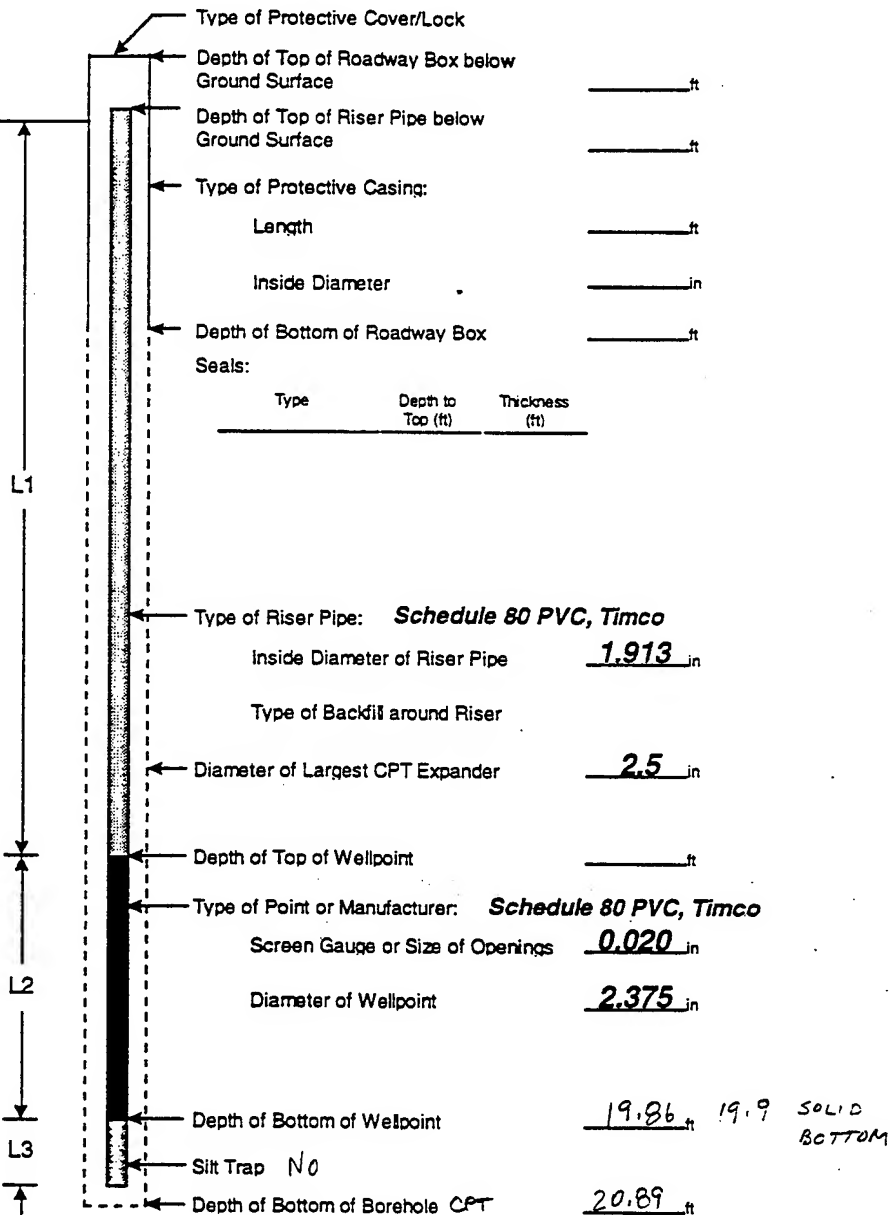 Type of Protective Cover/Lock
Depth of Top of Roadway Box below
Ground Surface ft
Depth of Top of Riser Pipe below
Ground Surface ft
Type of Protective Casing:
Length ft
Inside Diameter in
Depth of Bottom of Roadway Box ft
Seals:
Type Depth to Top (ft) Thickness (ft)
L1
Type of Riser Pipe: Schedule 80 PVC, Timco
Inside Diameter of Riser Pipe 1.913 in
Type of Backfill around Riser
Diameter of Largest CPT Expander 2.5 in
Depth of Top of Wellpoint ft
Type of Point or Manufacturer: Schedule 80 PVC, Timco
Screen Gauge or Size of Openings 0.020 in
L2
Diameter of Wellpoint 2.375 in
Depth of Bottom of Wellpoint 19.86 ft 19.9 SOLID
BOTTOM
L3
Silt Trap No
Depth of Bottom of Borehole CPT 20.89 ft